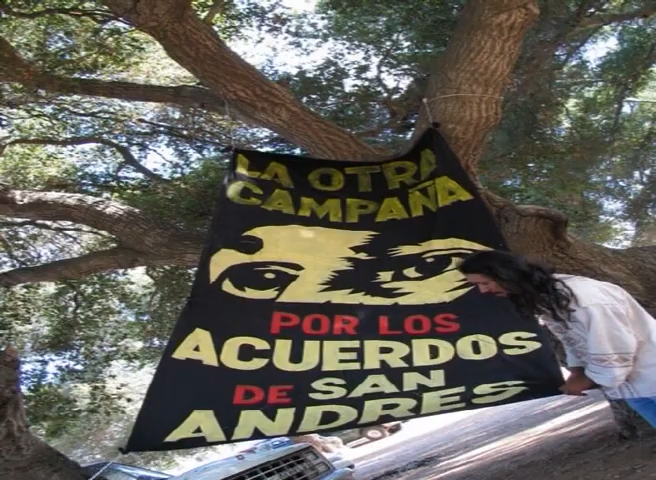 LA OTRA
CAMPAÑA
POR LOS
ACUERDOS
DE SAN
ANDRES